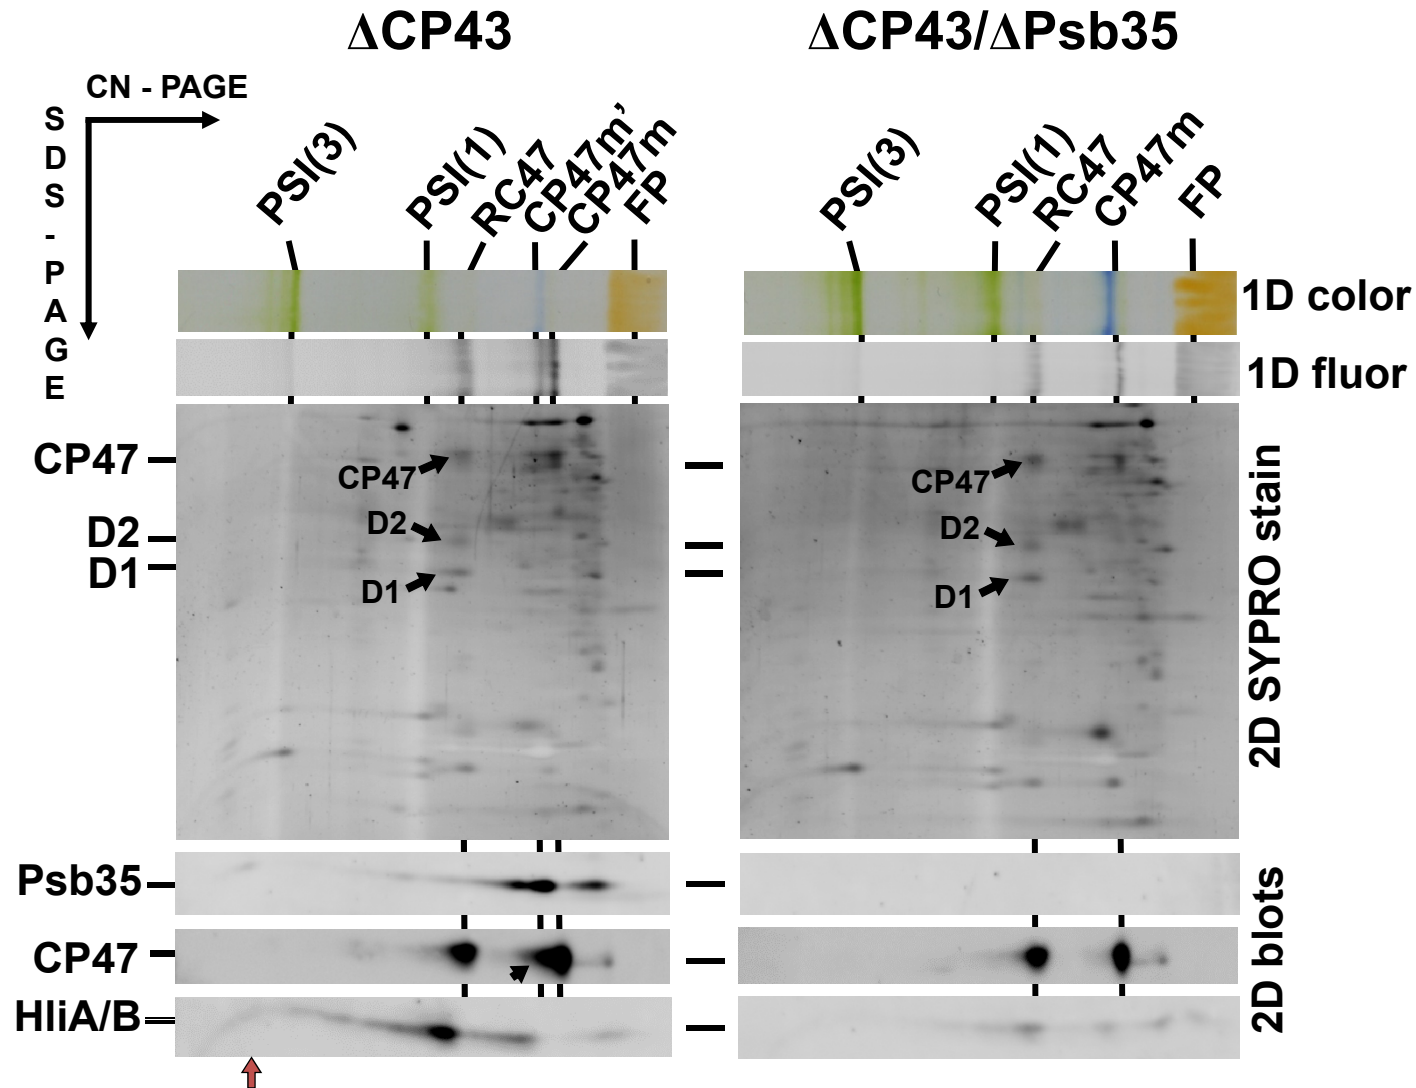 ΔCP43
ΔCP43/ΔPsb35
CN - PAGE
SDS-PAGE
PSI(3)
PSI(1)
RC47
CP47m’
CP47m
FP
PSI(3)
PSI(1)
RC47
CP47m
FP
1D color
1D fluor
CP47
D2
D1
CP47
D2
D1
CP47
D2
D1
2D SYPRO stain
Psb35
CP47
HliA/B
2D blots